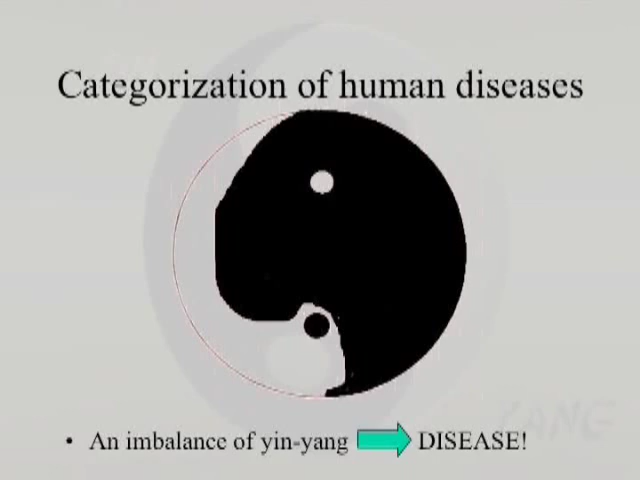 Categorization of human diseases
YANG
• An imbalance of yin-yang DISEASE!